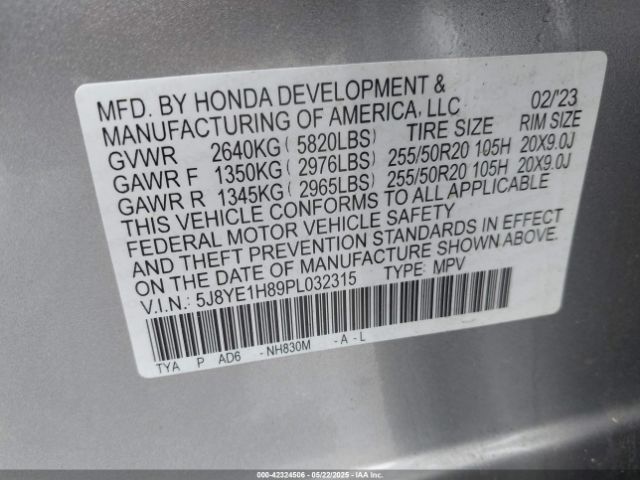 MFD. BY HONDA DEVELOPMENT &
MANUFACTURING OF AMERICA, LLC 02/'23
GVWR 2640KG ( 5820LBS) TIRE SIZE RIM SIZE
GAWR F 1350KG ( 2976LBS) 255/50R20 105H 20X9.0J
GAWR R 1345KG ( 2965LBS) 255/50R20 105H 20X9.0J
THIS VEHICLE CONFORMS TO ALL APPLICABLE
FEDERAL MOTOR VEHICLE SAFETY
AND THEFT PREVENTION STANDARDS IN EFFECT
ON THE DATE OF MANUFACTURE SHOWN ABOVE.
V.I.N.: 5J8YE1H89PL032315 TYPE: MPV
TYA P AD6 -NH830M -A-L
000-42324506 - 05/22/2025 - IAAI.COM